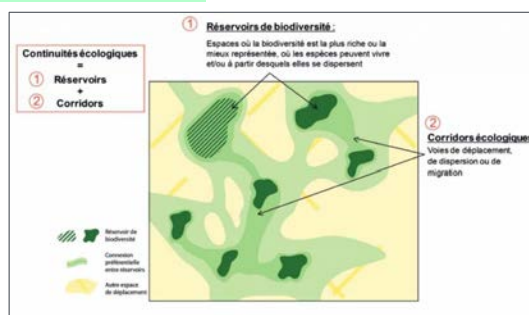 Continuités écologiques
=
① Réservoirs
+
② Corridors
① Réservoirs de biodiversité :
Espaces où la biodiversité est la plus riche ou la
mieux représentée, où les espèces peuvent vivre
et/ou à partir desquels elles se dispersent
②
Corridors écologiques
Voies de déplacement,
de dispersion ou de
migration
Réservoir de
biodiversité
Connexion
préférentielle
entre réservoirs
Autre espace
de déplacement